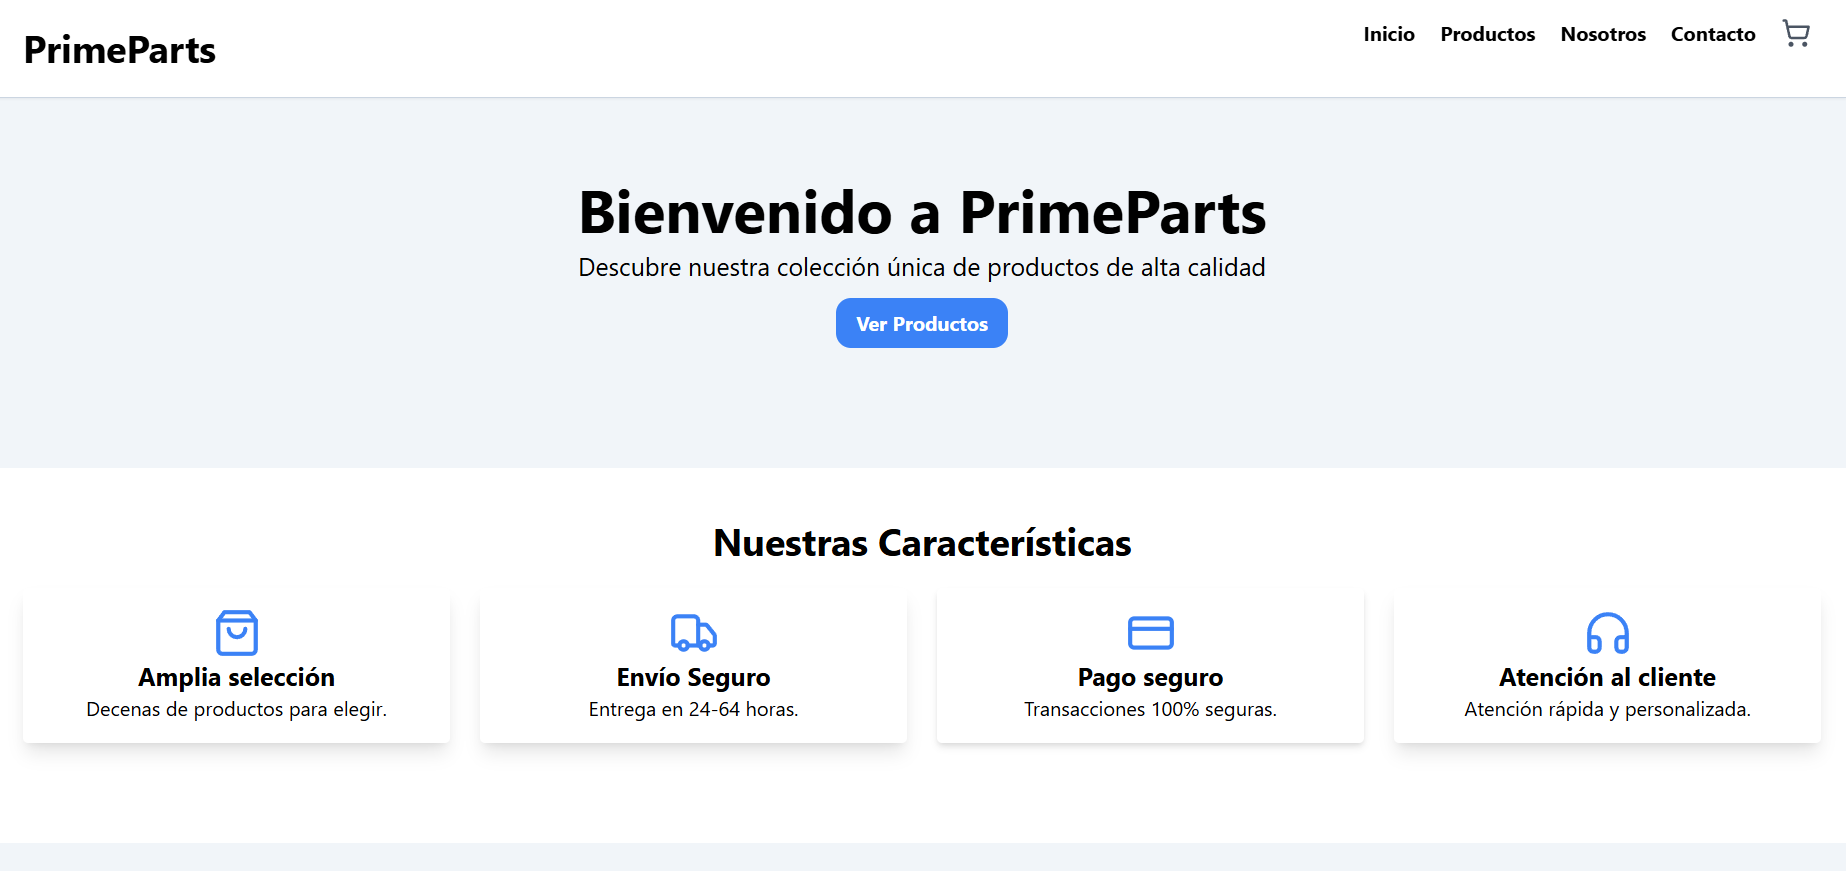 PrimeParts
Inicio Productos Nosotros Contacto
Bienvenido a PrimeParts
Descubre nuestra colección única de productos de alta calidad
Ver Productos
Nuestras Características
Amplia selección
Decenas de productos para elegir.
Envío Seguro
Entrega en 24-64 horas.
Pago seguro
Transacciones 100% seguras.
Atención al cliente
Atención rápida y personalizada.